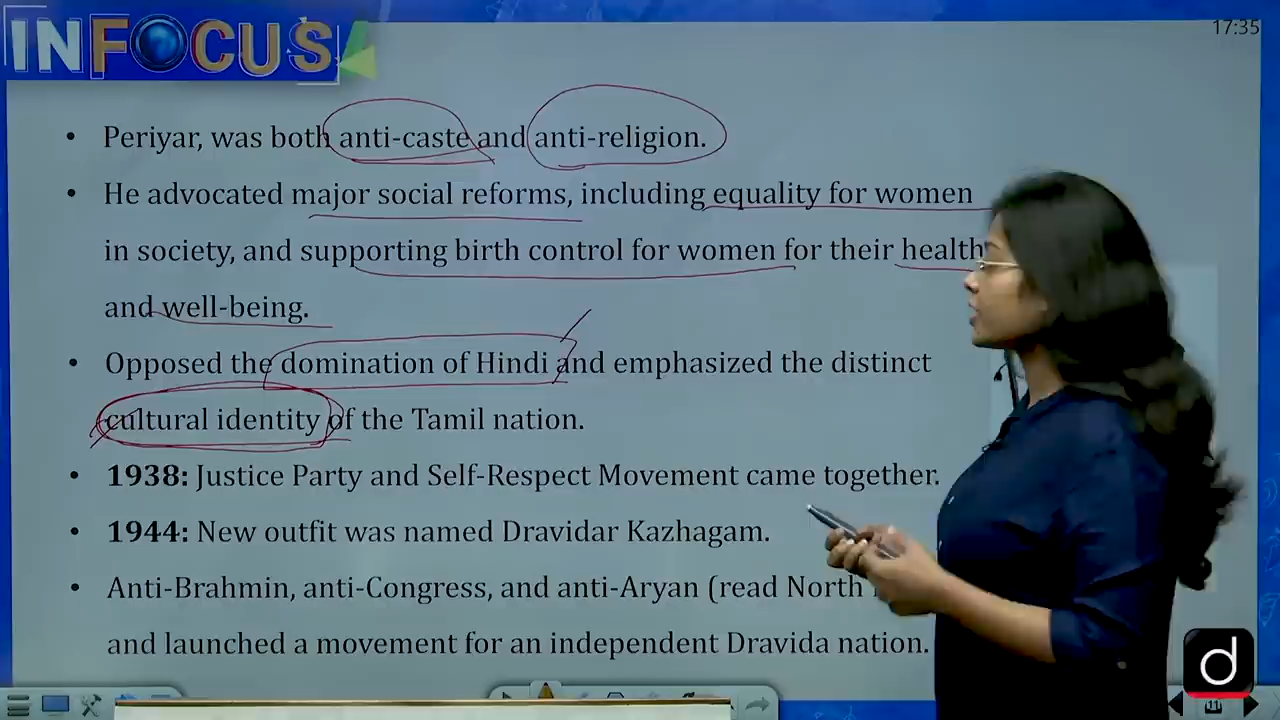 INFOCUS
17:35
• Periyar, was both anti-caste and anti-religion.
• He advocated major social reforms, including equality for women
in society, and supporting birth control for women for their health
and well-being.
• Opposed the domination of Hindi and emphasized the distinct
cultural identity of the Tamil nation.
• 1938: Justice Party and Self-Respect Movement came together.
• 1944: New outfit was named Dravidar Kazhagam.
• Anti-Brahmin, anti-Congress, and anti-Aryan (read North
and launched a movement for an independent Dravida nation.
d
11